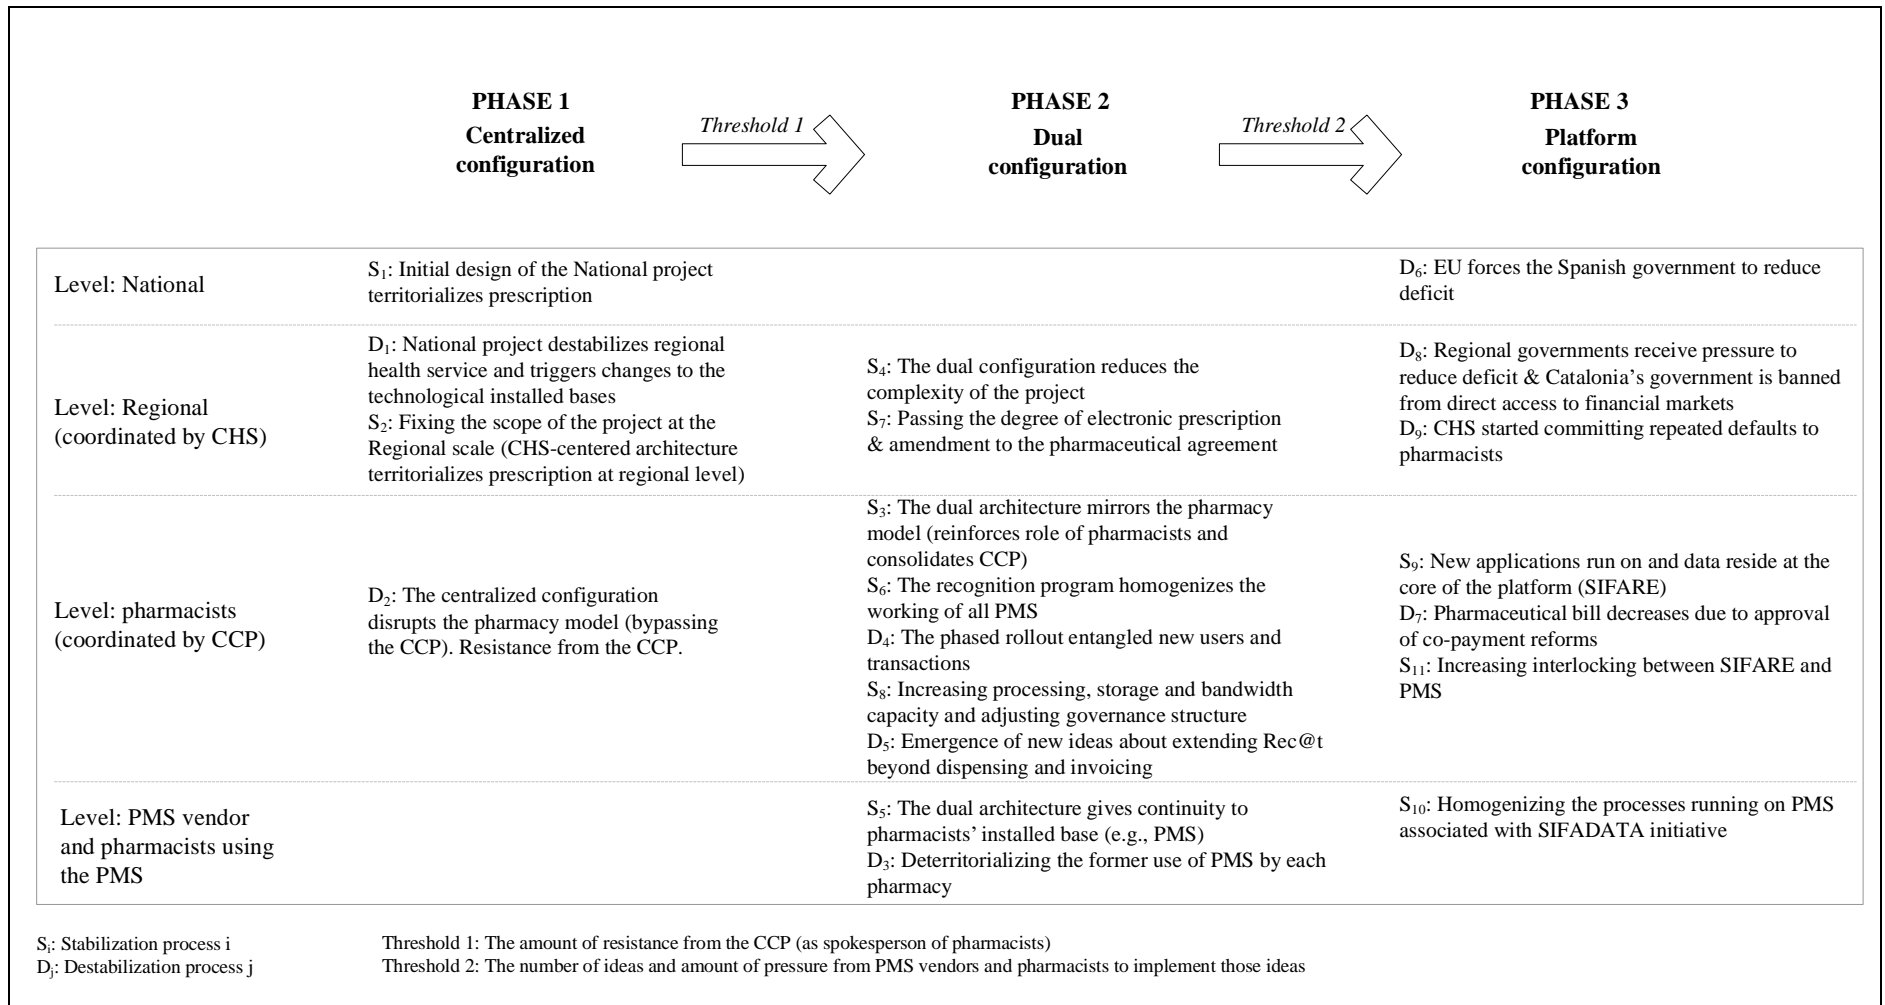 PHASE 1
Centralized
configuration
Threshold 1
PHASE 2
Dual
configuration
Threshold 2
PHASE 3
Platform
configuration
Level: National
S1: Initial design of the National project
territorializes prescription
D6: EU forces the Spanish government to reduce
deficit
Level: Regional
(coordinated by CHS)
D1: National project destabilizes regional
health service and triggers changes to the
technological installed bases
S2: Fixing the scope of the project at the
Regional scale (CHS-centered architecture
territorializes prescription at regional level)
S4: The dual configuration reduces the
complexity of the project
S7: Passing the degree of electronic prescription
& amendment to the pharmaceutical agreement
D8: Regional governments receive pressure to
reduce deficit & Catalonia's government is banned
from direct access to financial markets
D9: CHS started committing repeated defaults to
pharmacists
Level: pharmacists
(coordinated by CCP)
D2: The centralized configuration
disrupts the pharmacy model (bypassing
the CCP). Resistance from the CCP.
S3: The dual architecture mirrors the pharmacy
model (reinforces role of pharmacists and
consolidates CCP)
S6: The recognition program homogenizes the
working of all PMS
D4: The phased rollout entangled new users and
transactions
S8: Increasing processing, storage and bandwidth
capacity and adjusting governance structure
D5: Emergence of new ideas about extending Rec@t
beyond dispensing and invoicing
S9: New applications run on and data reside at the
core of the platform (SIFARE)
D7: Pharmaceutical bill decreases due to approval
of co-payment reforms
S11: Increasing interlocking between SIFARE and
PMS
Level: PMS vendor
and pharmacists using
the PMS
S5: The dual architecture gives continuity to
pharmacists' installed base (e.g., PMS)
D3: Deterritorializing the former use of PMS by each
pharmacy
S10: Homogenizing the processes running on PMS
associated with SIFADATA initiative
Si: Stabilization process i
Dj: Destabilization process j
Threshold 1: The amount of resistance from the CCP (as spokesperson of pharmacists)
Threshold 2: The number of ideas and amount of pressure from PMS vendors and pharmacists to implement those ideas